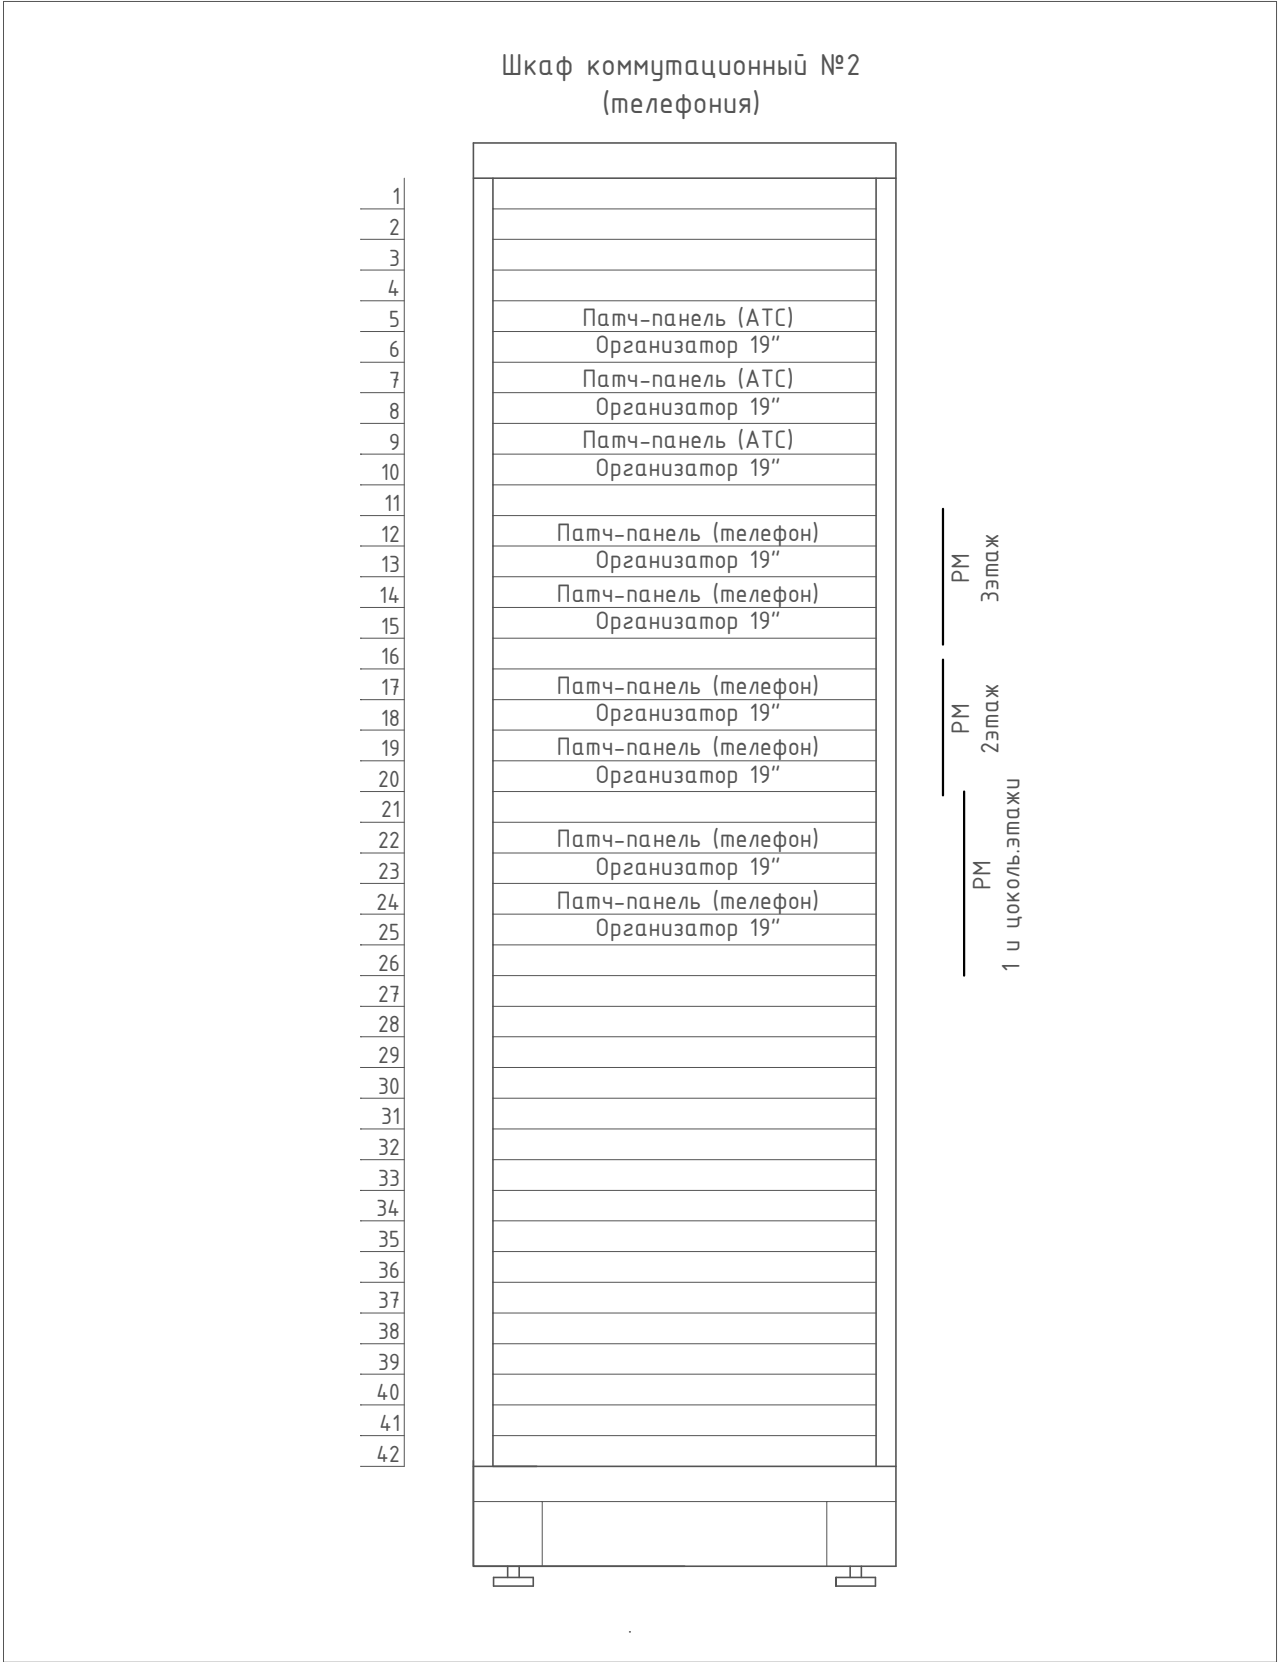 Шкаф коммутационный №2
(телефония)
1
2
3
4
5 Патч-панель (АТС)
6 Организатор 19"
7 Патч-панель (АТС)
8 Организатор 19"
9 Патч-панель (АТС)
10 Организатор 19"
11
12 Патч-панель (телефон)
13 Организатор 19"
14 Патч-панель (телефон)
15 Организатор 19"
16
17 Патч-панель (телефон)
18 Организатор 19"
19 Патч-панель (телефон)
20 Организатор 19"
21
22 Патч-панель (телефон)
23 Организатор 19"
24 Патч-панель (телефон)
25 Организатор 19"
26
27
28
29
30
31
32
33
34
35
36
37
38
39
40
41
42
РМ
3этаж
РМ
2этаж
РМ
1 и цоколь.этажи